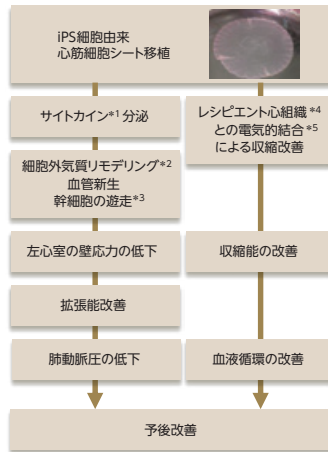 iPS細胞由来
心筋細胞シート移植
サイトカイン*1分泌
細胞外気質リモデリング*2
血管新生
幹細胞の遊走*3
左心室の壁応力の低下
拡張能改善
肺動脈圧の低下
レシピエント心組織*4
との電気的結合*5
による収縮改善
収縮能の改善
血液循環の改善
予後改善